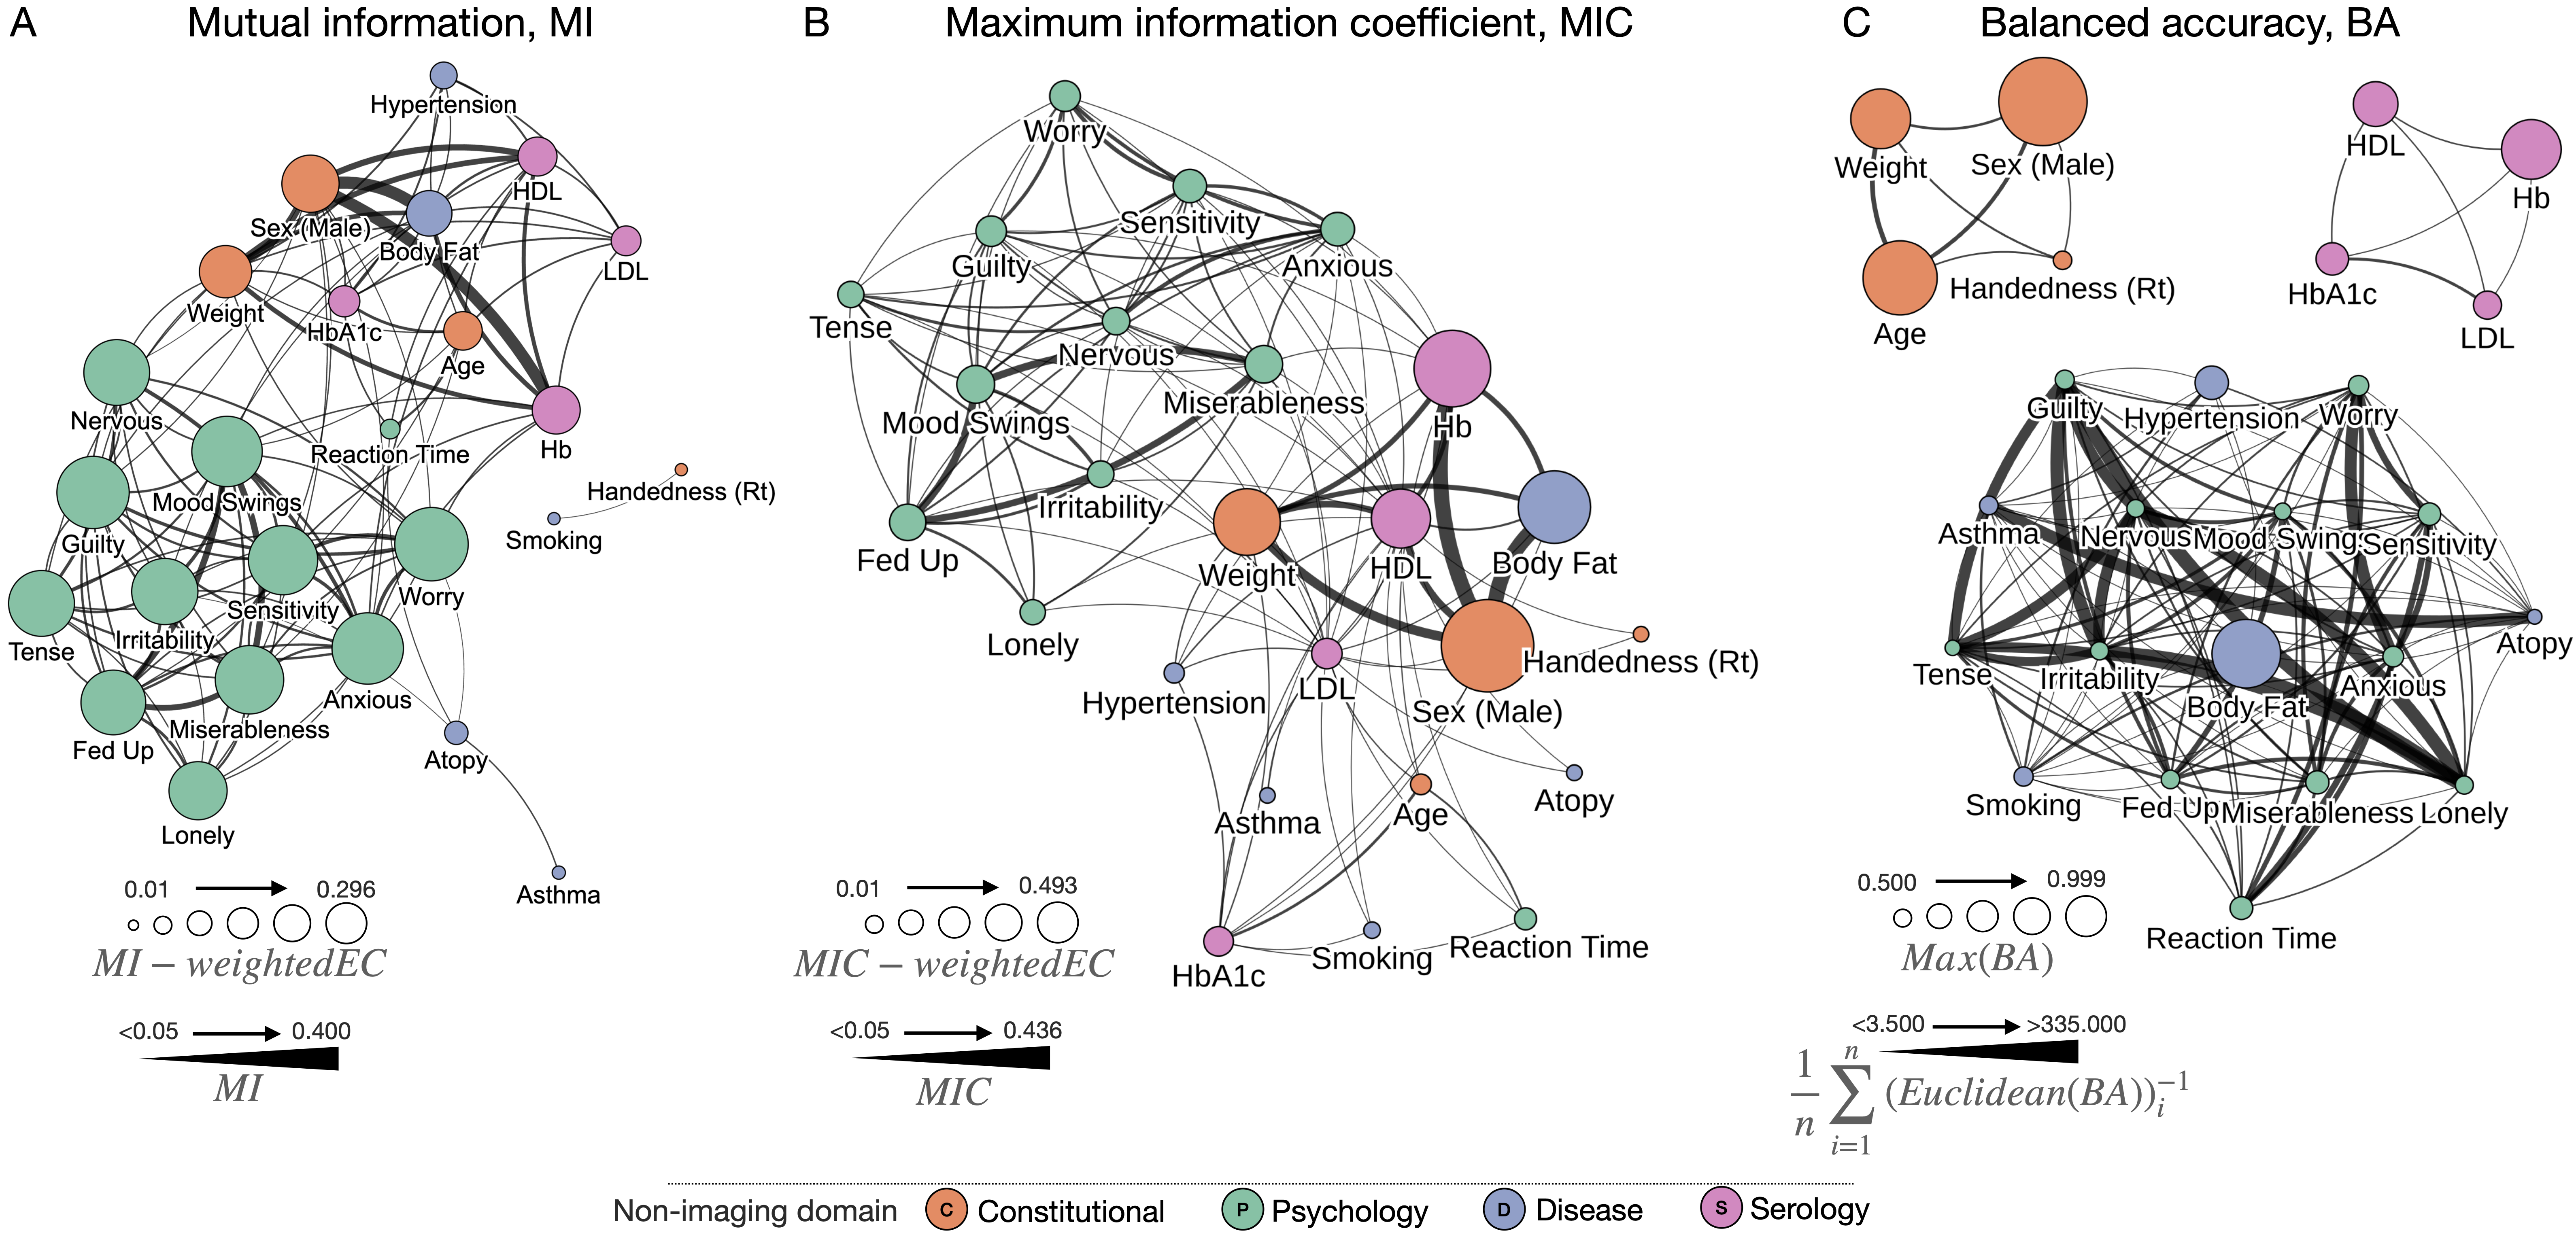 A Mutual information, MI
Hypertension
HDL
Sex (Male)
Body Fat
LDL
Weight
HbA1c
Age
Nervous
Reaction Time
Hb
Handedness (Rt)
Mood Swings
Smoking
Guilty
Sensitivity
Worry
Tense
Irritability
Anxious
Miserableness
Fed Up
Atopy
Lonely
Asthma
0.01 0.296
MI − weightedEC
<0.05 0.400
MI
B Maximum information coefficient, MIC
Worry
Sensitivity
Guilty
Anxious
Tense
Nervous
Miserableness
Mood Swings
Hb
Irritability
Fed Up
Weight
HDL
Body Fat
Lonely
Handedness (Rt)
Hypertension
LDL
Sex (Male)
Asthma
Age
Atopy
HbA1c
Smoking
Reaction Time
0.01 0.493
MIC − weightedEC
<0.05 0.436
MIC
C Balanced accuracy, BA
Weight
Sex (Male)
HDL
Hb
Handedness (Rt)
HbA1c
Age
LDL
Guilty
Hypertension
Worry
Asthma
Nervous
Mood Swing
Sensitivity
Atopy
Tense
Irritability
Body Fat
Anxious
Smoking
Fed Up
Miserableness
Lonely
Reaction Time
0.500 0.999
Max(BA)
<3.500 >335.000
1/n ∑ n i=1 (Euclidean(BA))i −1
Non-imaging domain C Constitutional P Psychology D Disease S Serology